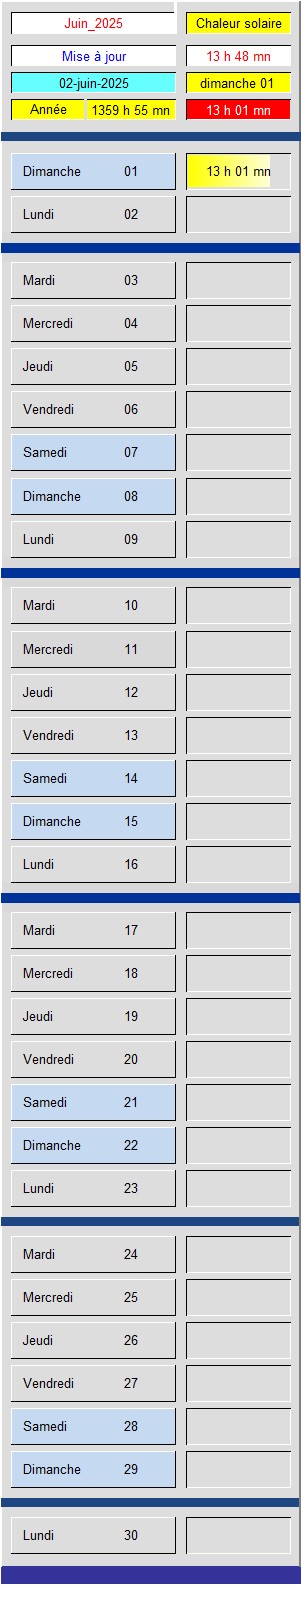 Juin_2025 Chaleur solaire
Mise à jour 13 h 48 mn
02-juin-2025 dimanche 01
Année 1359 h 55 mn 13 h 01 mn
Dimanche 01 13 h 01 mn
Lundi 02
Mardi 03
Mercredi 04
Jeudi 05
Vendredi 06
Samedi 07
Dimanche 08
Lundi 09
Mardi 10
Mercredi 11
Jeudi 12
Vendredi 13
Samedi 14
Dimanche 15
Lundi 16
Mardi 17
Mercredi 18
Jeudi 19
Vendredi 20
Samedi 21
Dimanche 22
Lundi 23
Mardi 24
Mercredi 25
Jeudi 26
Vendredi 27
Samedi 28
Dimanche 29
Lundi 30